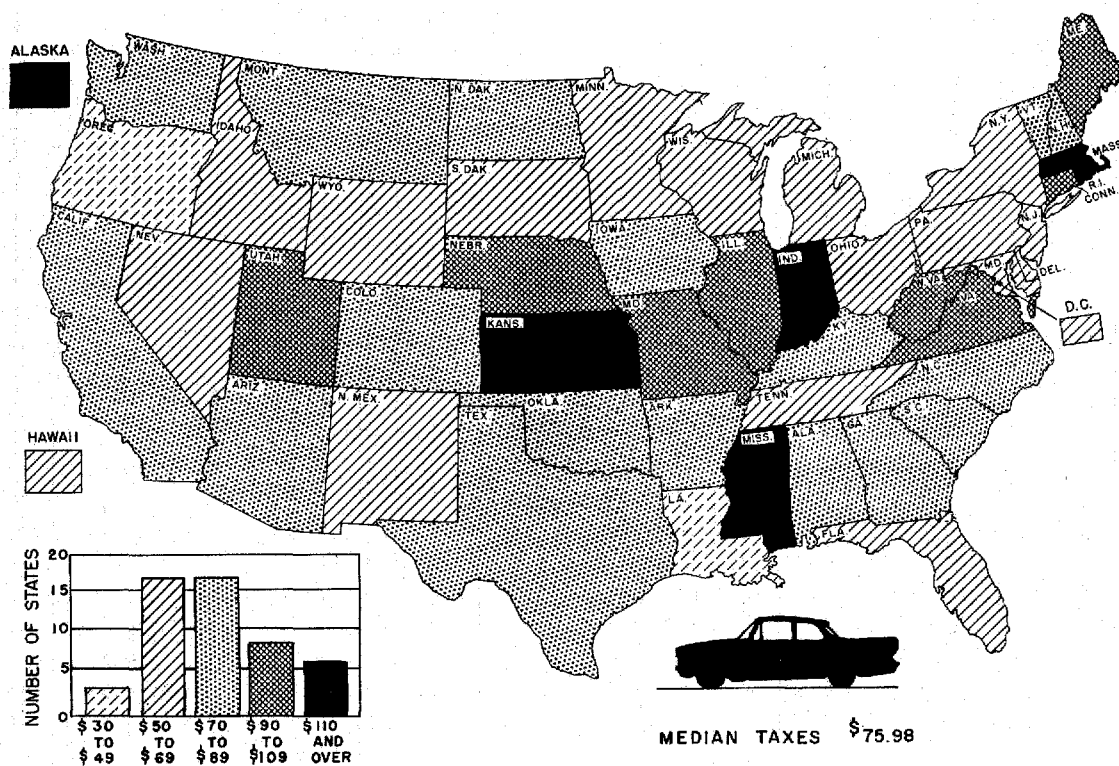 ALASKA
WASH.
MONT.
N. DAK.
MINN.
ME.
OREG.
IDAHO
WIS.
MICH.
N.Y.
VT.
N.H.
MASS.
S. DAK.
WYO.
R.I.
CONN.
CALIF.
NEV.
UTAH
NEBR.
IOWA
ILL.
IND.
OHIO
PA.
N.J.
MD.
DEL.
COLO.
KANS.
MO.
W.VA.
VA.
D.C.
KY.
ARIZ.
N. MEX.
OKLA.
TEX.
ARK.
TENN.
N.C.
S.C.
HAWAII
MISS.
ALA.
GA.
LA.
FLA.
NUMBER OF STATES
20
15
10
5
0
$30 TO $49
$50 TO $69
$70 TO $89
$90 TO $109
$110 AND OVER
MEDIAN TAXES $75.98